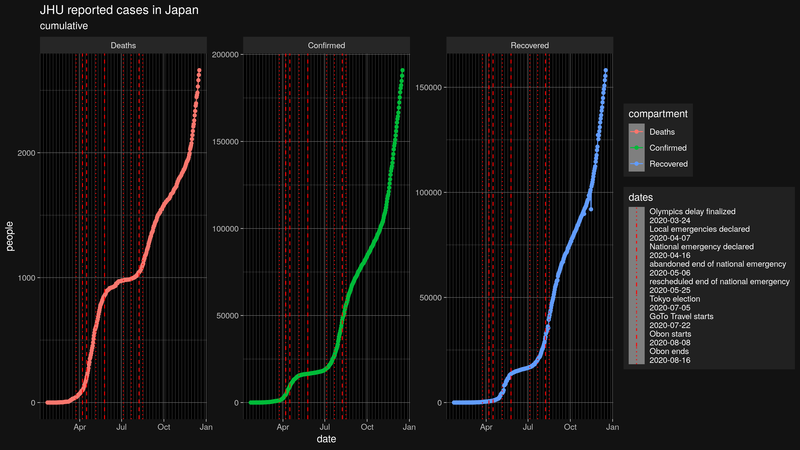 JHU reported cases in Japan
cumulative
Deaths
Confirmed
Recovered
people
2000
1000
0
200000
150000
100000
50000
0
150000
100000
50000
0
Apr Jul Oct Jan
Apr Jul Oct Jan
Apr Jul Oct Jan
date
compartment
Deaths
Confirmed
Recovered
dates
Olympics delay finalized
2020-03-24
Local emergencies declared
2020-04-07
National emergency declared
2020-04-16
abandoned end of national emergency
2020-05-06
rescheduled end of national emergency
2020-05-25
Tokyo election
2020-07-05
GoTo Travel starts
2020-07-22
Obon starts
2020-08-08
Obon ends
2020-08-16